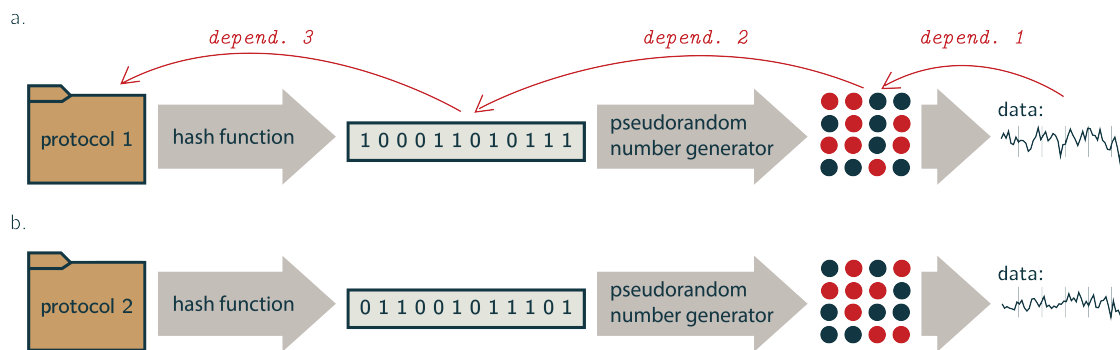 a.
depend. 3
depend. 2
depend. 1
protocol 1
hash function
1 0 0 0 1 1 0 1 0 1 1 1
pseudorandom
number generator
data:
b.
protocol 2
hash function
0 1 1 0 0 1 0 1 1 1 0 1
pseudorandom
number generator
data: